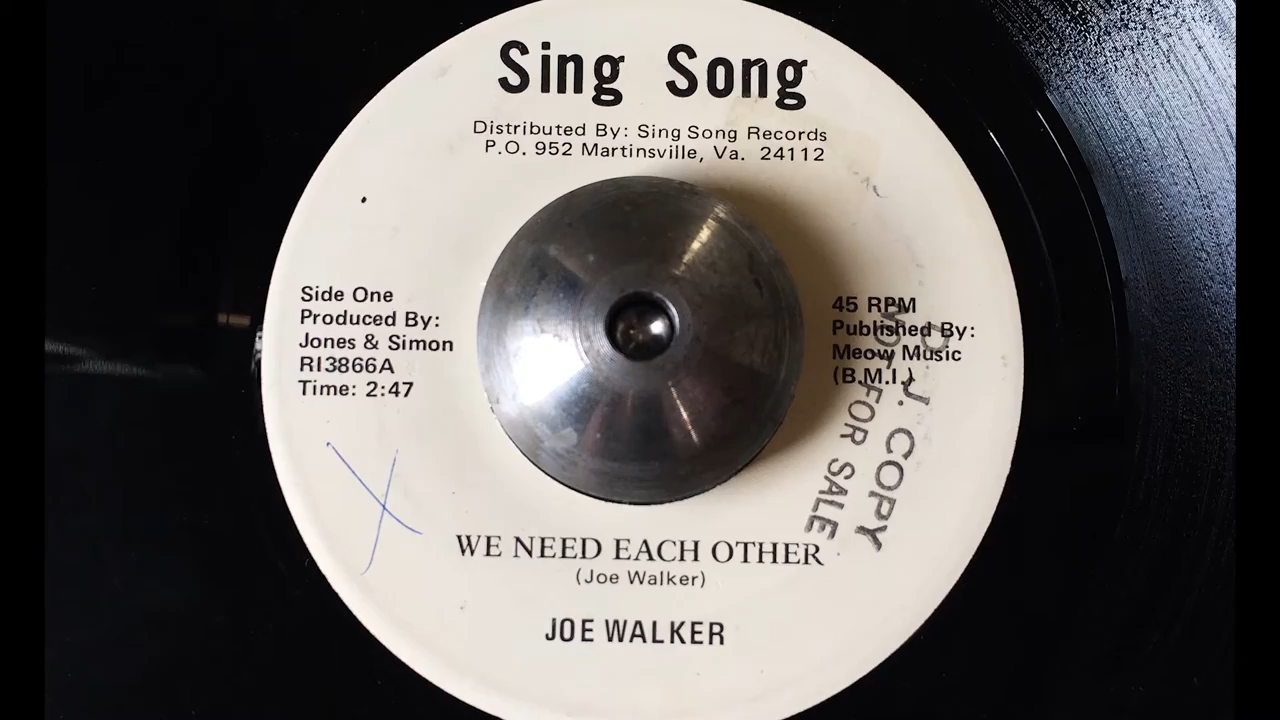 Sing Song
Distributed By: Sing Song Records
P.O. 952 Martinsville, Va. 24112
Side One
Produced By:
Jones & Simon
RI3866A
Time: 2:47
45 RPM
Published By:
Meow Music
(B.M.I.)
D. J. COPY
NOT FOR SALE
X
WE NEED EACH OTHER
(Joe Walker)
JOE WALKER